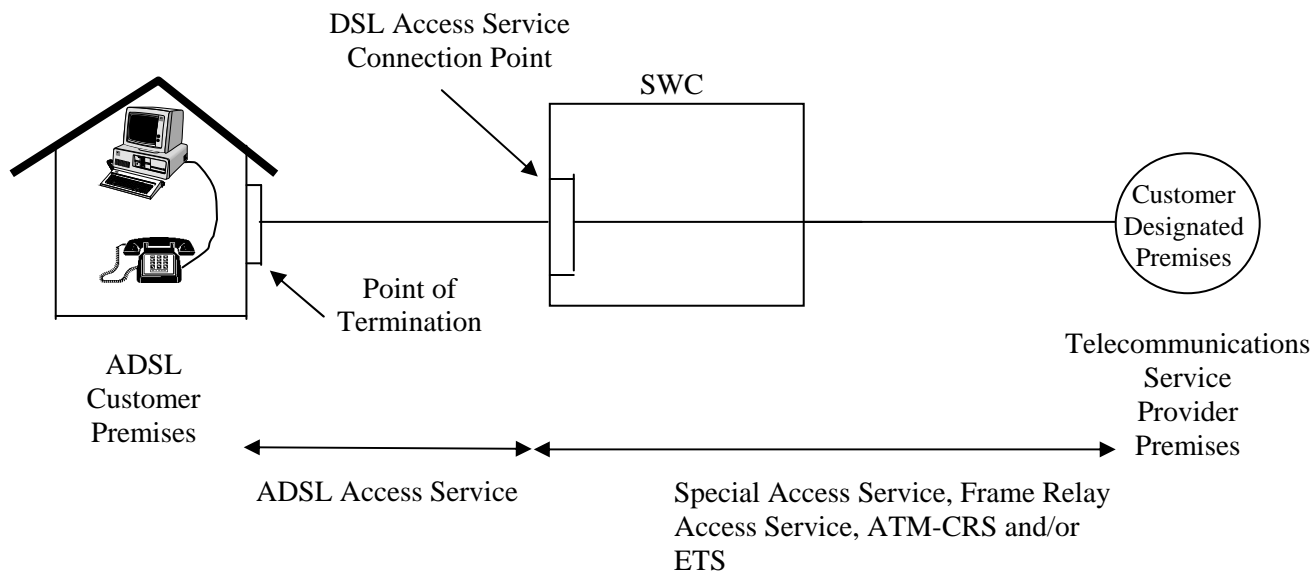 DSL Access Service
Connection Point
SWC
Customer
Designated
Premises
Point of
Termination
ADSL
Customer
Premises
Telecommunications
Service
Provider
Premises
ADSL Access Service
Special Access Service, Frame Relay
Access Service, ATM-CRS and/or
ETS